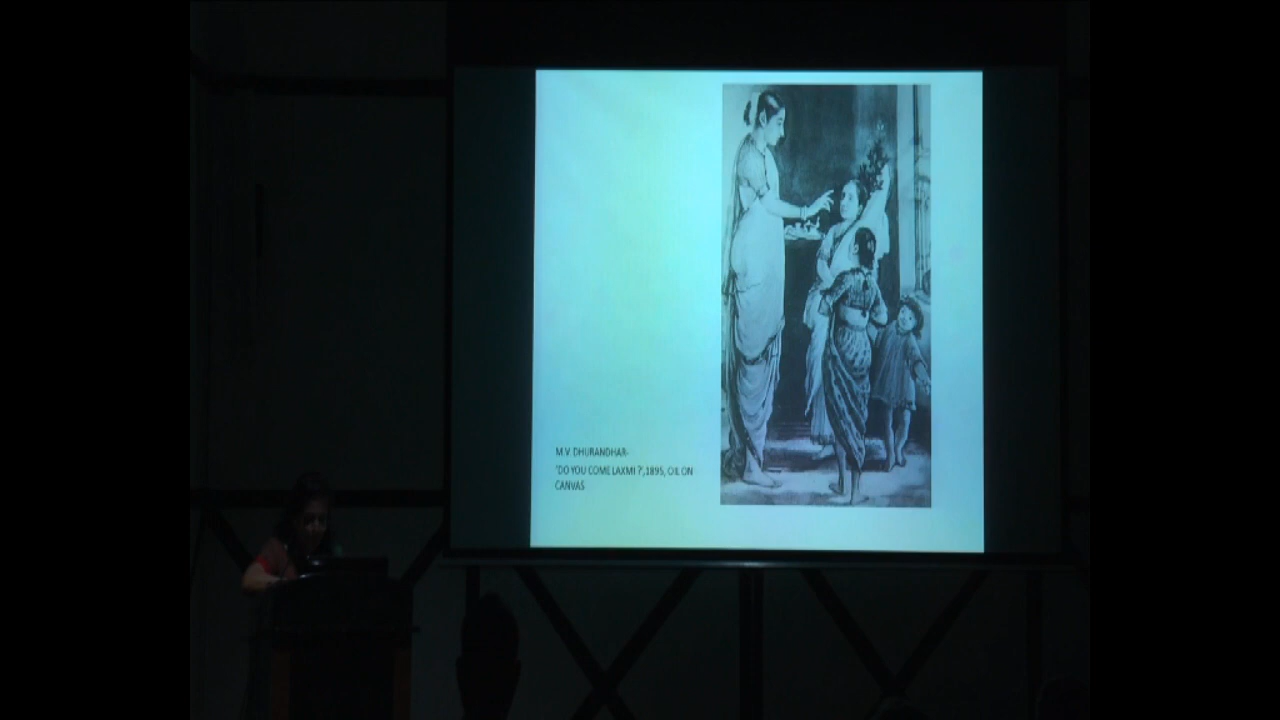 M.V. DHURANDHAR-
'DO YOU COME LAXMI ?',1895, OIL ON
CANVAS